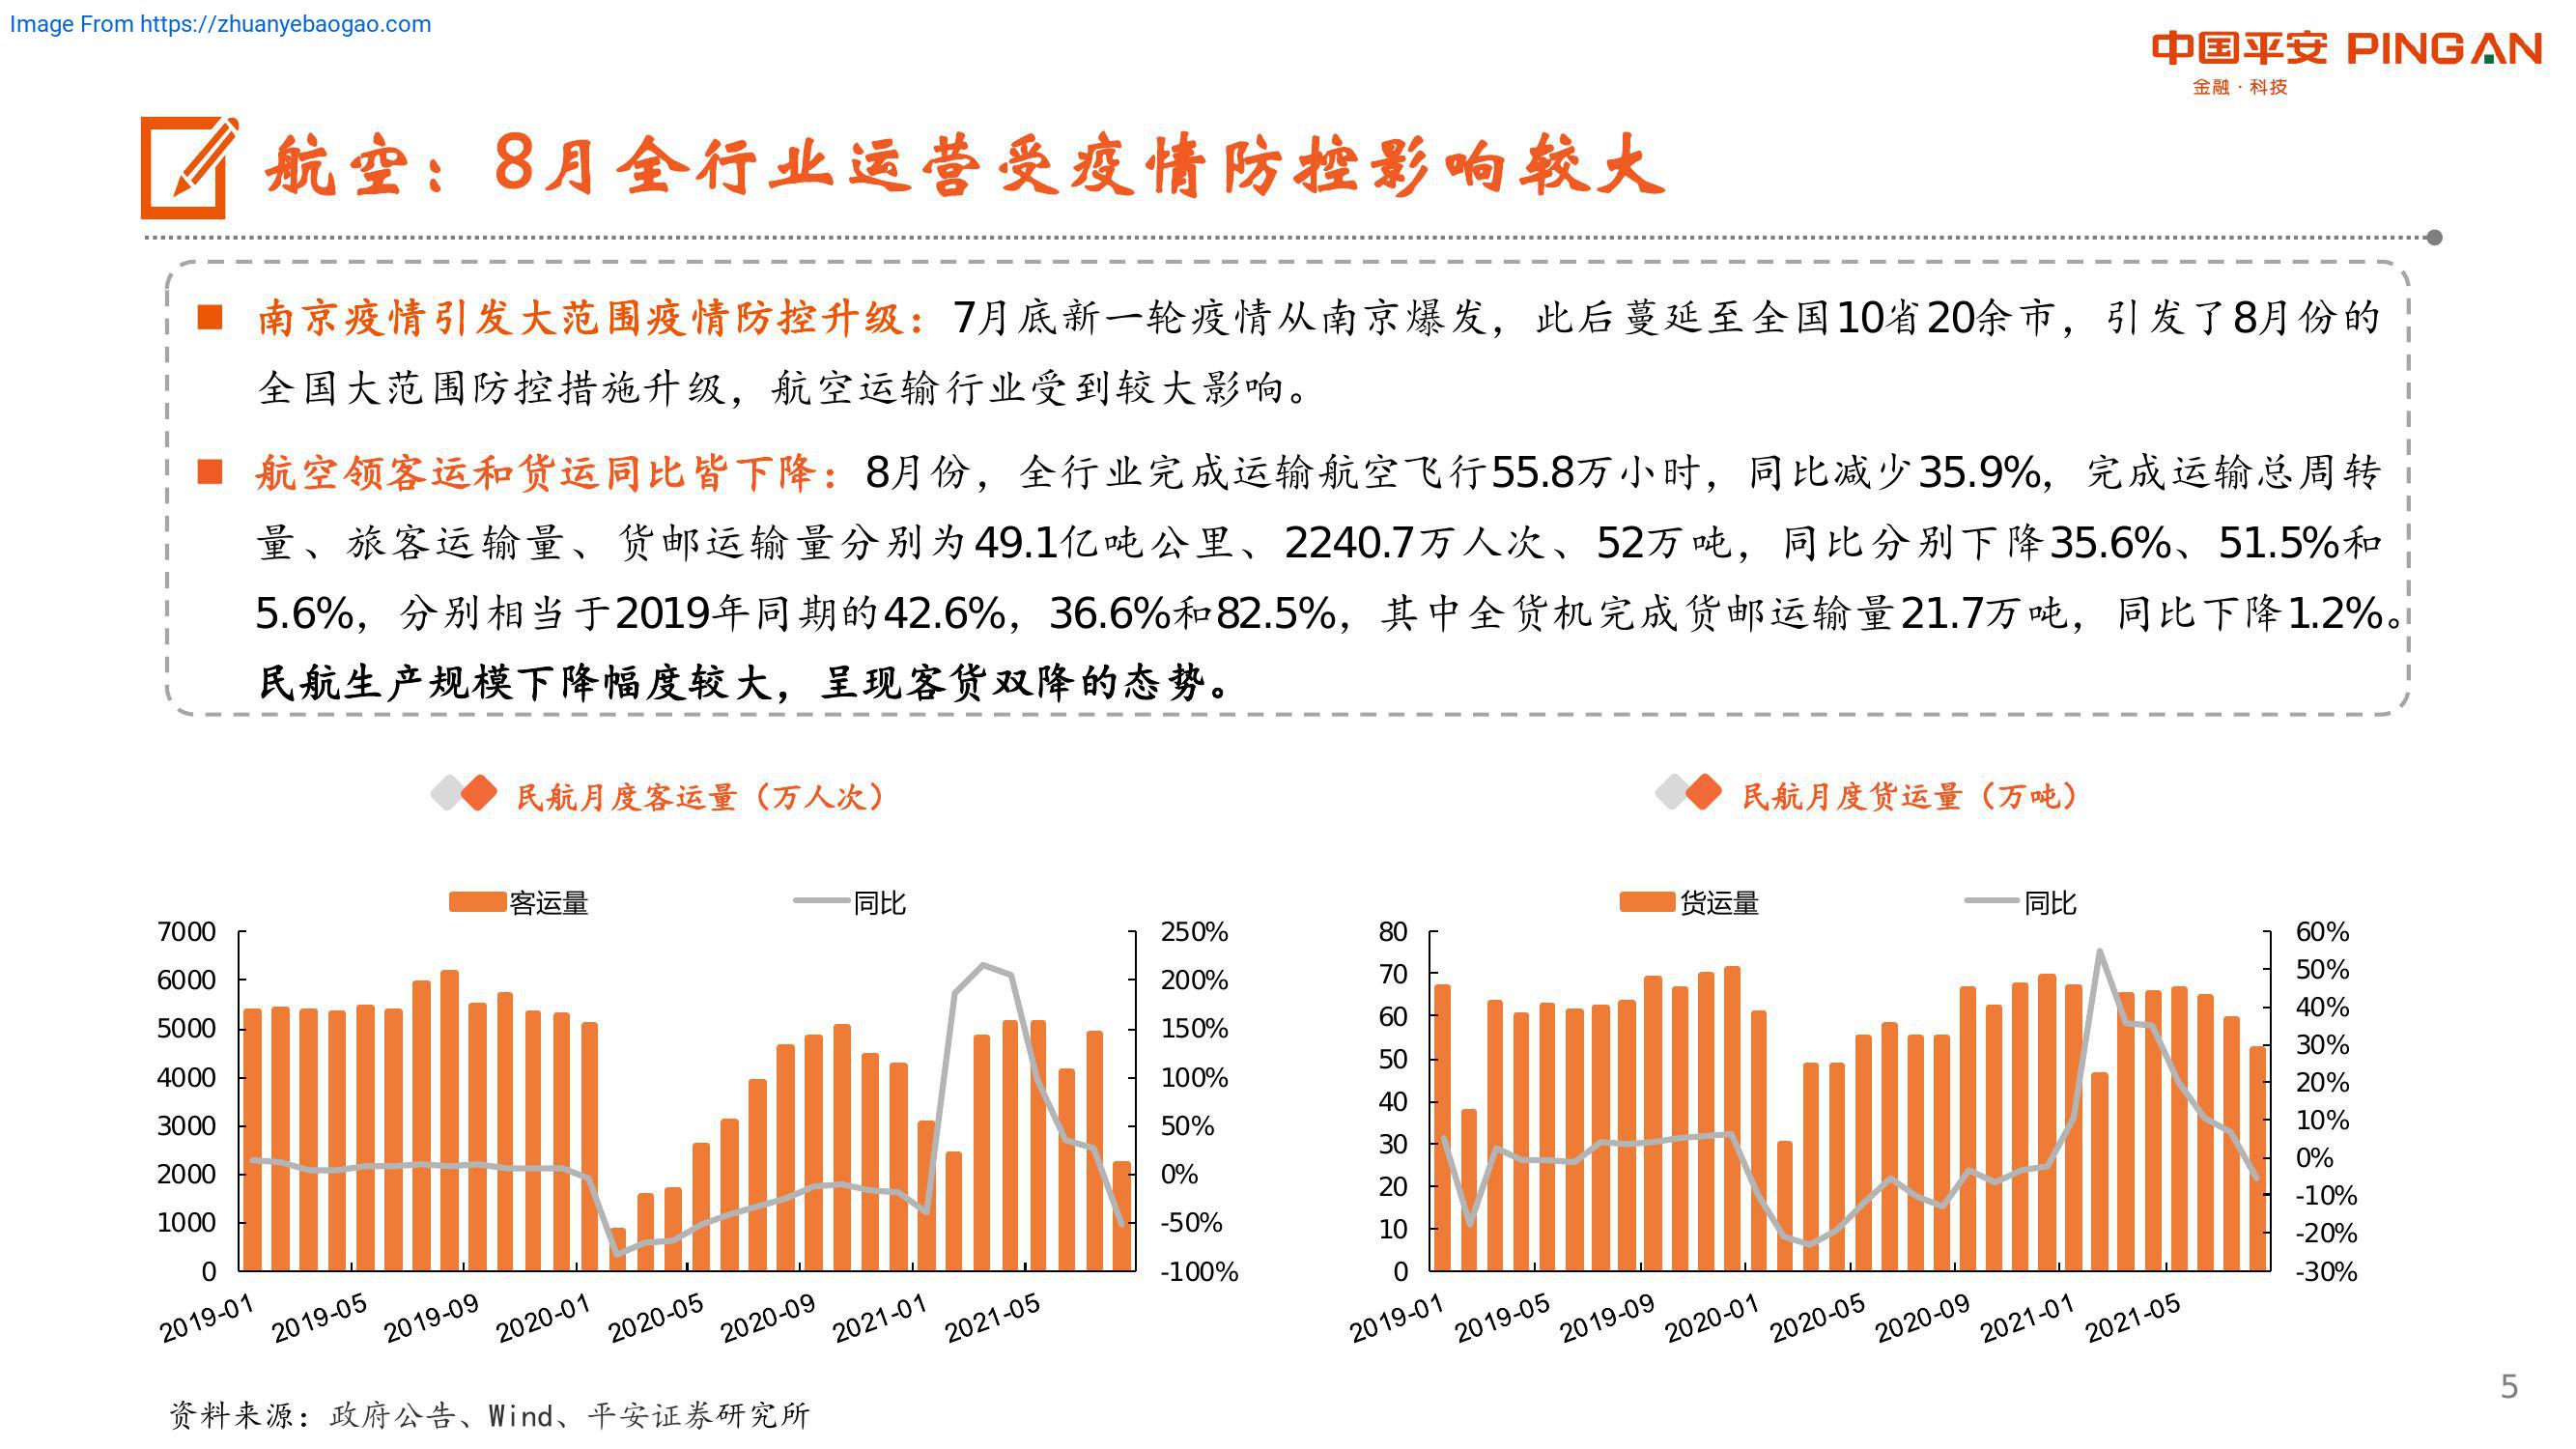 Image From https://zhuanyebaogao.com
中国平安 PINGAN
金融·科技
航空：8月全行业运营受疫情防控影响较大
■ 南京疫情引发大范围疫情防控升级：7月底新一轮疫情从南京爆发，此后蔓延至全国10省20余市，引发了8月份的
全国大范围防控措施升级，航空运输行业受到较大影响。
■ 航空领客运和货运同比皆下降：8月份，全行业完成运输航空飞行55.8万小时，同比减少35.9%，完成运输总周转
量、旅客运输量、货邮运输量分别为49.1亿吨公里、2240.7万人次、52万吨，同比分别下降35.6%、51.5%和
5.6%，分别相当于2019年同期的42.6%，36.6%和82.5%，其中全货机完成货邮运输量21.7万吨，同比下降1.2%。
民航生产规模下降幅度较大，呈现客货双降的态势。
民航月度客运量（万人次）
客运量 同比
7000 250%
6000 200%
5000 150%
4000 100%
3000 50%
2000 0%
1000 -50%
0 -100%
2019-01 2019-05 2019-09 2020-01 2020-05 2020-09 2021-01 2021-05
民航月度货运量（万吨）
货运量 同比
80
70
60
50
40
30
20
10
0
60%
50%
40%
30%
20%
10%
0%
-10%
-20%
-30%
2019-01 2019-05 2019-09 2020-01 2020-05 2020-09 2021-01 2021-05
资料来源：政府公告、Wind、平安证券研究所
5